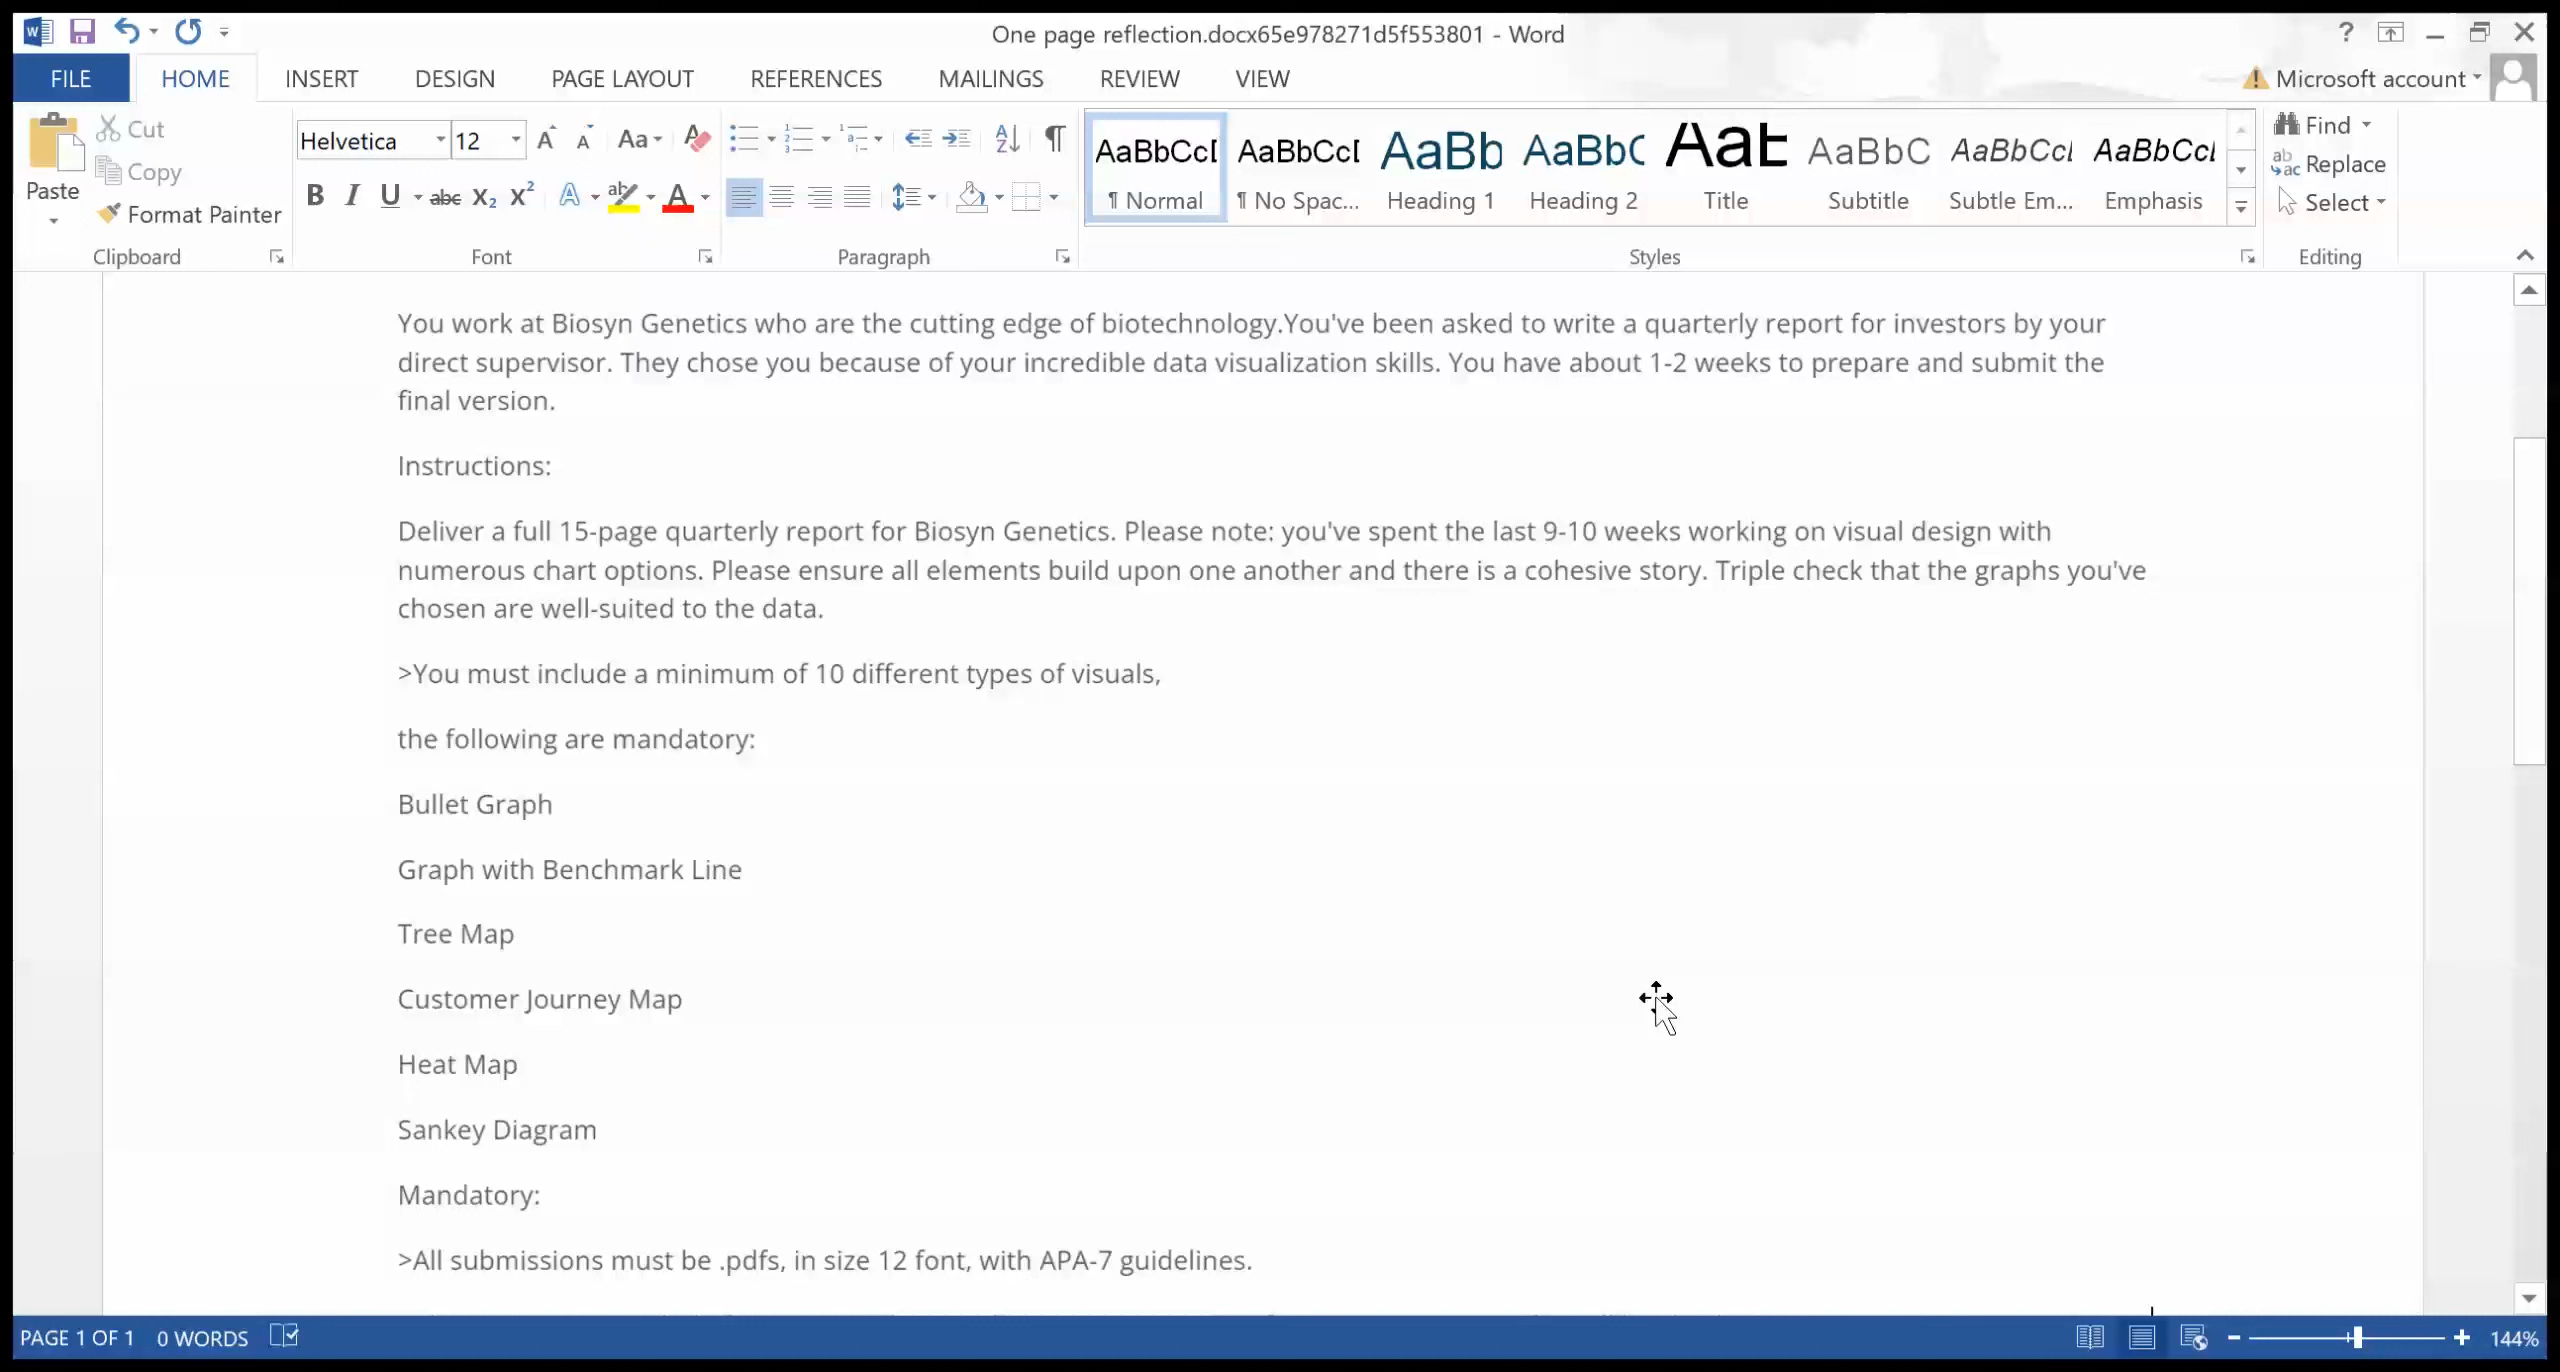 One page reflection.docx65e978271d5f553801 - Word
FILE HOME INSERT DESIGN PAGE LAYOUT REFERENCES MAILINGS REVIEW VIEW Microsoft account
Paste
Cut
Copy
Format Painter
Clipboard
Helvetica 12
Font
Paragraph
AaBbCcI AaBbCcI AaBb AaBbC AaB AaBbC AaBbCcI AaBbCcI
¶ Normal ¶ No Spac... Heading 1 Heading 2 Title Subtitle Subtle Em... Emphasis
Styles
Find
Replace
Select
Editing
You work at Biosyn Genetics who are the cutting edge of biotechnology.You've been asked to write a quarterly report for investors by your
direct supervisor. They chose you because of your incredible data visualization skills. You have about 1-2 weeks to prepare and submit the
final version.
Instructions:
Deliver a full 15-page quarterly report for Biosyn Genetics. Please note: you've spent the last 9-10 weeks working on visual design with
numerous chart options. Please ensure all elements build upon one another and there is a cohesive story. Triple check that the graphs you've
chosen are well-suited to the data.
>You must include a minimum of 10 different types of visuals,
the following are mandatory:
Bullet Graph
Graph with Benchmark Line
Tree Map
Customer Journey Map
Heat Map
Sankey Diagram
Mandatory:
>All submissions must be .pdfs, in size 12 font, with APA-7 guidelines.
PAGE 1 OF 1 0 WORDS 144%